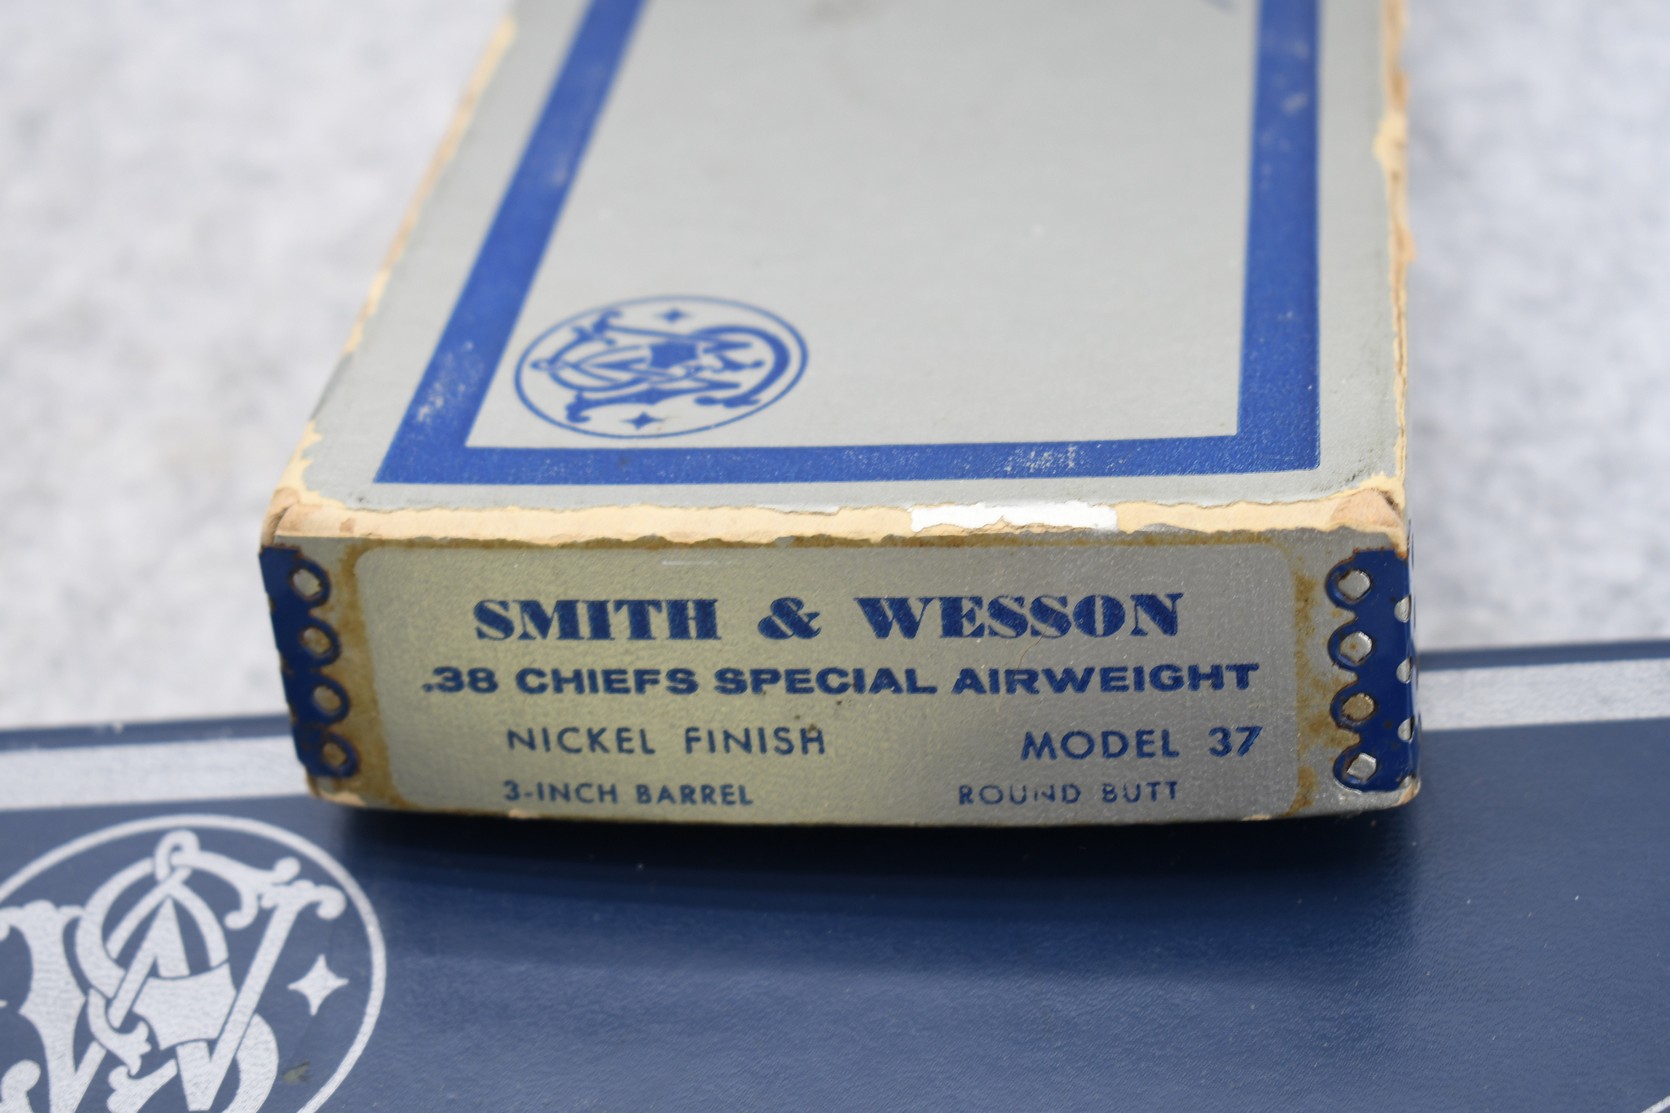 SMITH & WESSON
.38 CHIEFS SPECIAL AIRWEIGHT
NICKEL FINISH MODEL 37
3-INCH BARREL ROUND BUTT